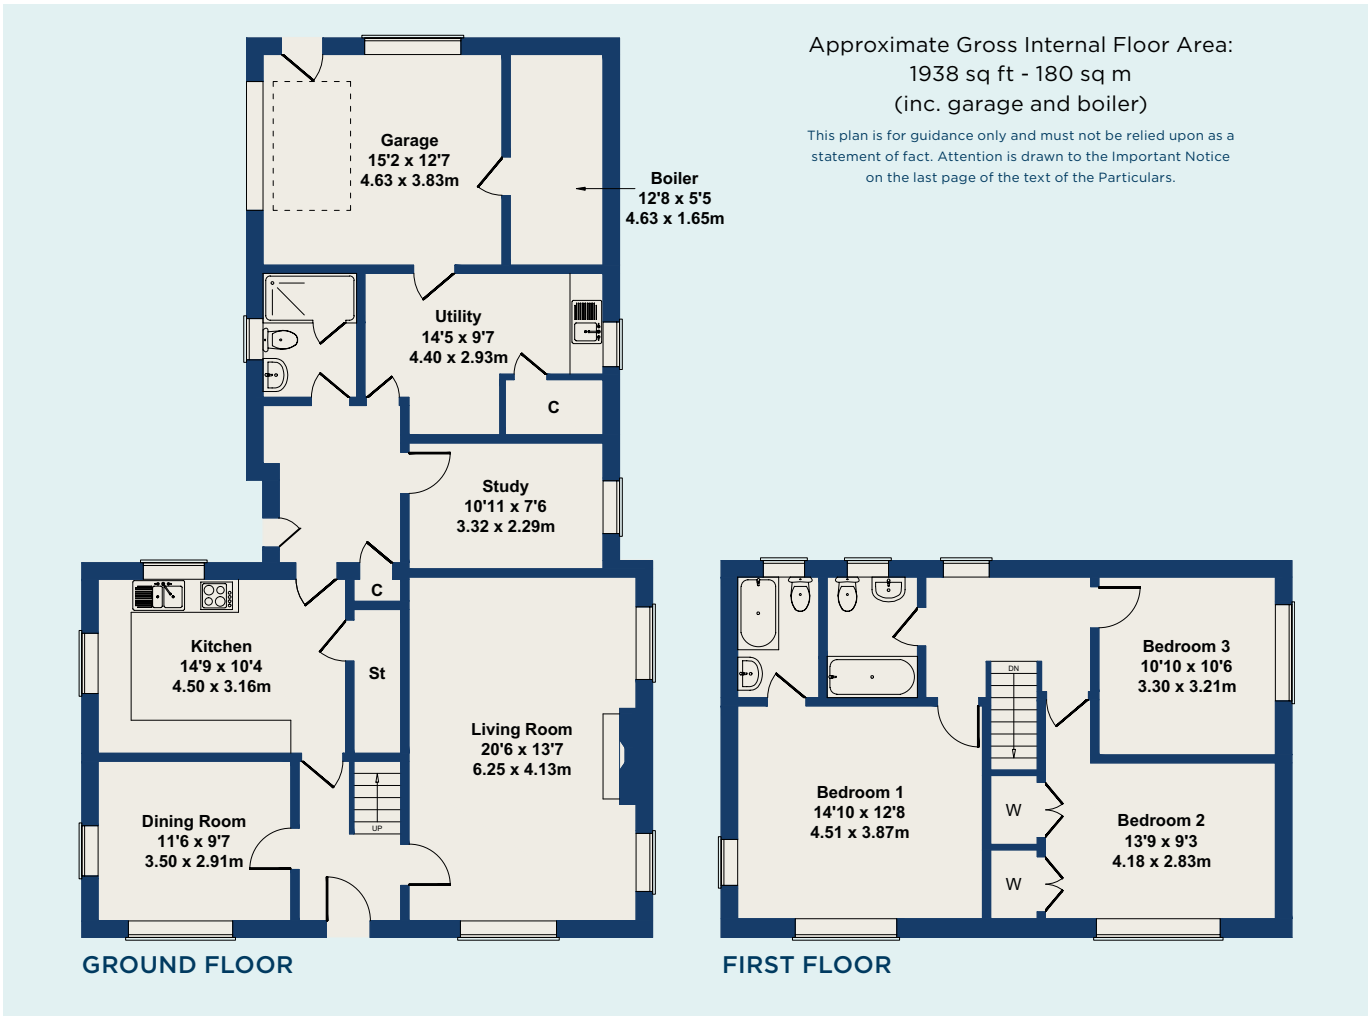 Approximate Gross Internal Floor Area:
1938 sq ft - 180 sq m
(inc. garage and boiler)
This plan is for guidance only and must not be relied upon as a
statement of fact. Attention is drawn to the Important Notice
on the last page of the text of the Particulars.
Garage
15'2 x 12'7
4.63 x 3.83m
Boiler
12'8 x 5'5
4.63 x 1.65m
Utility
14'5 x 9'7
4.40 x 2.93m
C
Study
10'11 x 7'6
3.32 x 2.29m
C
Kitchen
14'9 x 10'4
4.50 x 3.16m
St
Living Room
20'6 x 13'7
6.25 x 4.13m
Dining Room
11'6 x 9'7
3.50 x 2.91m
UP
GROUND FLOOR
DN
Bedroom 3
10'10 x 10'6
3.30 x 3.21m
Bedroom 1
14'10 x 12'8
4.51 x 3.87m
W
W
Bedroom 2
13'9 x 9'3
4.18 x 2.83m
FIRST FLOOR